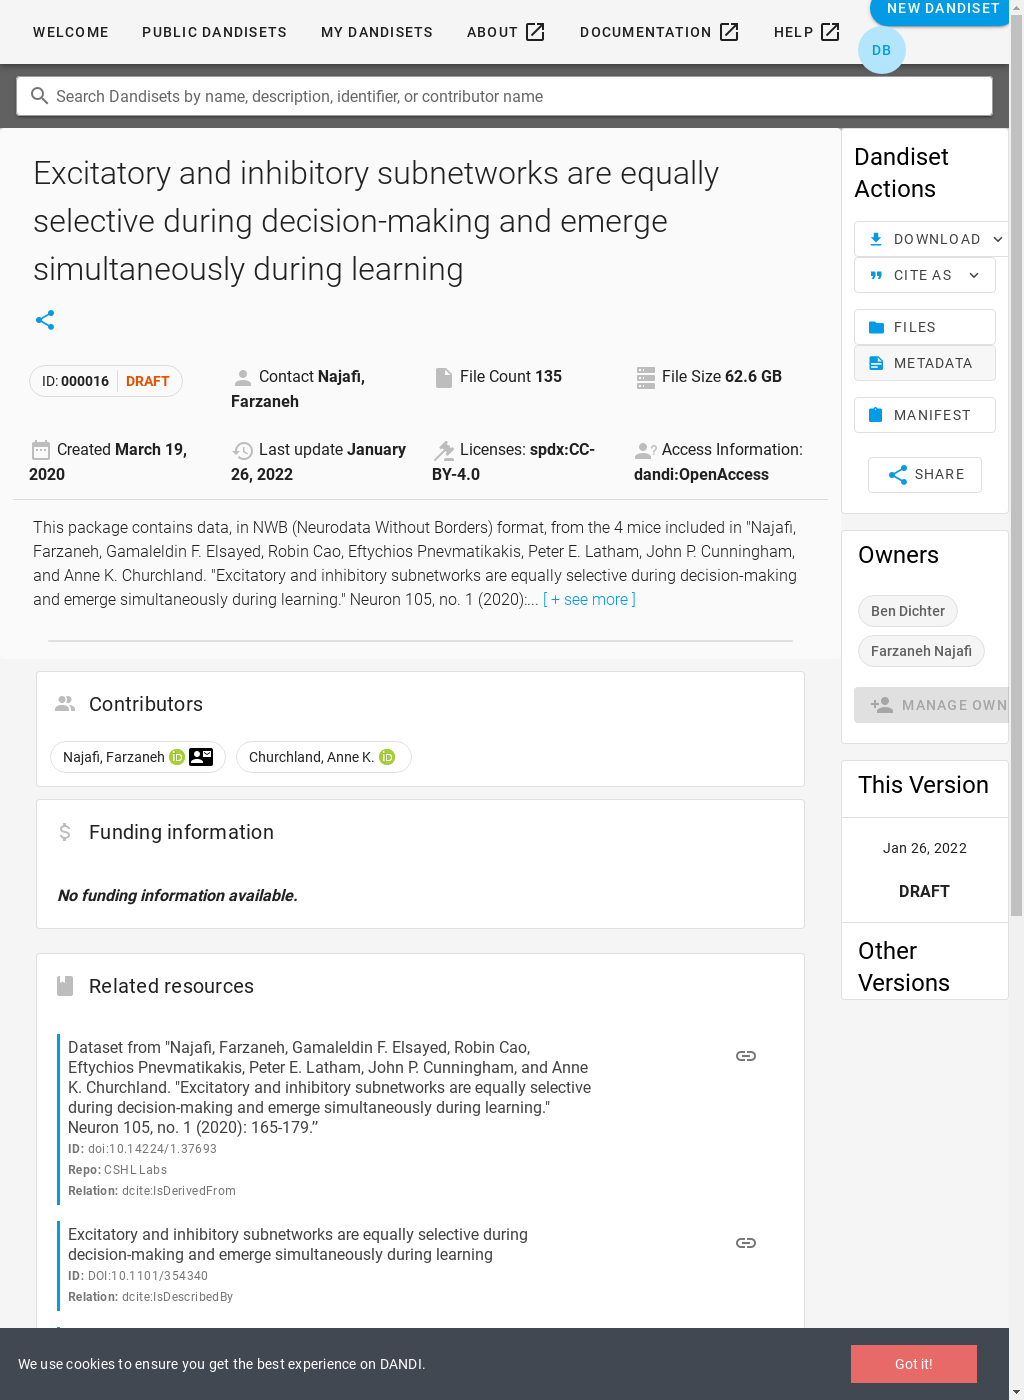 WELCOME PUBLIC DANDISETS MY DANDISETS ABOUT DOCUMENTATION HELP NEW DANDISET
DB
Search Dandisets by name, description, identifier, or contributor name
Excitatory and inhibitory subnetworks are equally
selective during decision-making and emerge
simultaneously during learning
ID: 000016 DRAFT
Contact Najafi,
Farzaneh
File Count 135
File Size 62.6 GB
Created March 19,
2020
Last update January
26, 2022
Licenses: spdx:CC-
BY-4.0
Access Information:
dandi:OpenAccess
This package contains data, in NWB (Neurodata Without Borders) format, from the 4 mice included in "Najafi,
Farzaneh, Gamaleldin F. Elsayed, Robin Cao, Eftychios Pnevmatikakis, Peter E. Latham, John P. Cunningham,
and Anne K. Churchland. "Excitatory and inhibitory subnetworks are equally selective during decision-making
and emerge simultaneously during learning." Neuron 105, no. 1 (2020):... [ + see more ]
Contributors
Najafi, Farzaneh iD Churchland, Anne K. iD
Funding information
No funding information available.
Related resources
Dataset from "Najafi, Farzaneh, Gamaleldin F. Elsayed, Robin Cao,
Eftychios Pnevmatikakis, Peter E. Latham, John P. Cunningham, and Anne
K. Churchland. "Excitatory and inhibitory subnetworks are equally selective
during decision-making and emerge simultaneously during learning."
Neuron 105, no. 1 (2020): 165-179.”
ID: doi:10.14224/1.37693
Repo: CSHL Labs
Relation: dcite:IsDerivedFrom
Excitatory and inhibitory subnetworks are equally selective during
decision-making and emerge simultaneously during learning
ID: DOI:10.1101/354340
Relation: dcite:IsDescribedBy
Dandiset
Actions
DOWNLOAD
CITE AS
FILES
METADATA
MANIFEST
SHARE
Owners
Ben Dichter
Farzaneh Najafi
MANAGE OWN
This Version
Jan 26, 2022
DRAFT
Other
Versions
We use cookies to ensure you get the best experience on DANDI.
Got it!